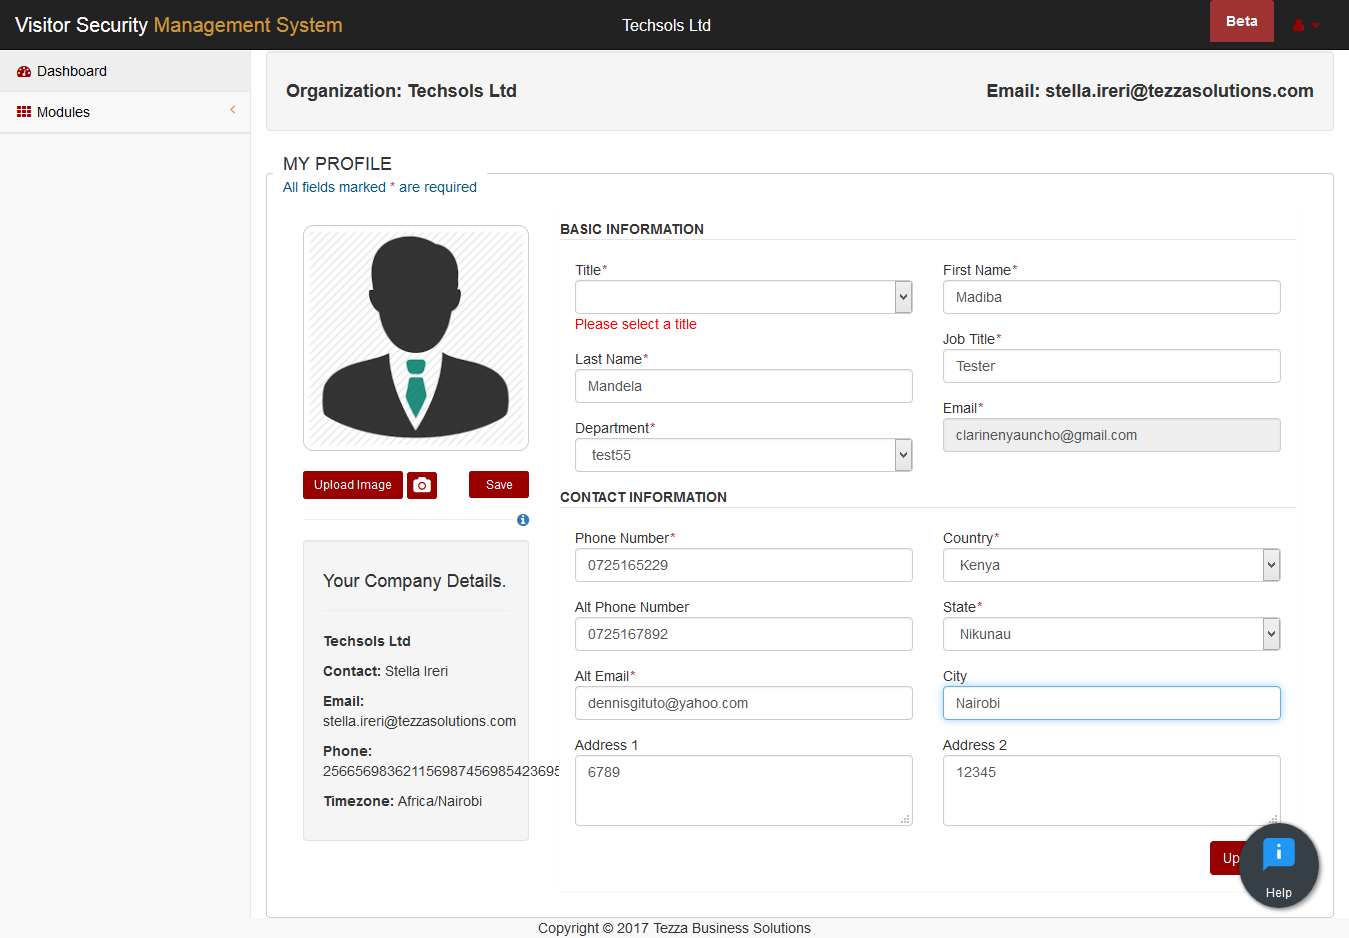 Visitor Security Management System
Techsols Ltd
Beta
Dashboard
Modules
Organization: Techsols Ltd
Email: stella.ireri@tezzasolutions.com
MY PROFILE
All fields marked * are required
Upload Image
Save
Your Company Details.
Techsols Ltd
Contact: Stella Ireri
Email:
stella.ireri@tezzasolutions.com
Phone:
Timezone: Africa/Nairobi
BASIC INFORMATION
Title*
Please select a title
First Name*
Madiba
Last Name*
Mandela
Job Title*
Tester
Department*
test55
Email*
clarinenyauncho@gmail.com
CONTACT INFORMATION
Phone Number*
0725165229
Country*
Kenya
Alt Phone Number
0725167892
State*
Nikunau
Alt Email*
dennisgituto@yahoo.com
City
Nairobi
Address 1
6789
Address 2
12345
Up
Help
Copyright © 2017 Tezza Business Solutions